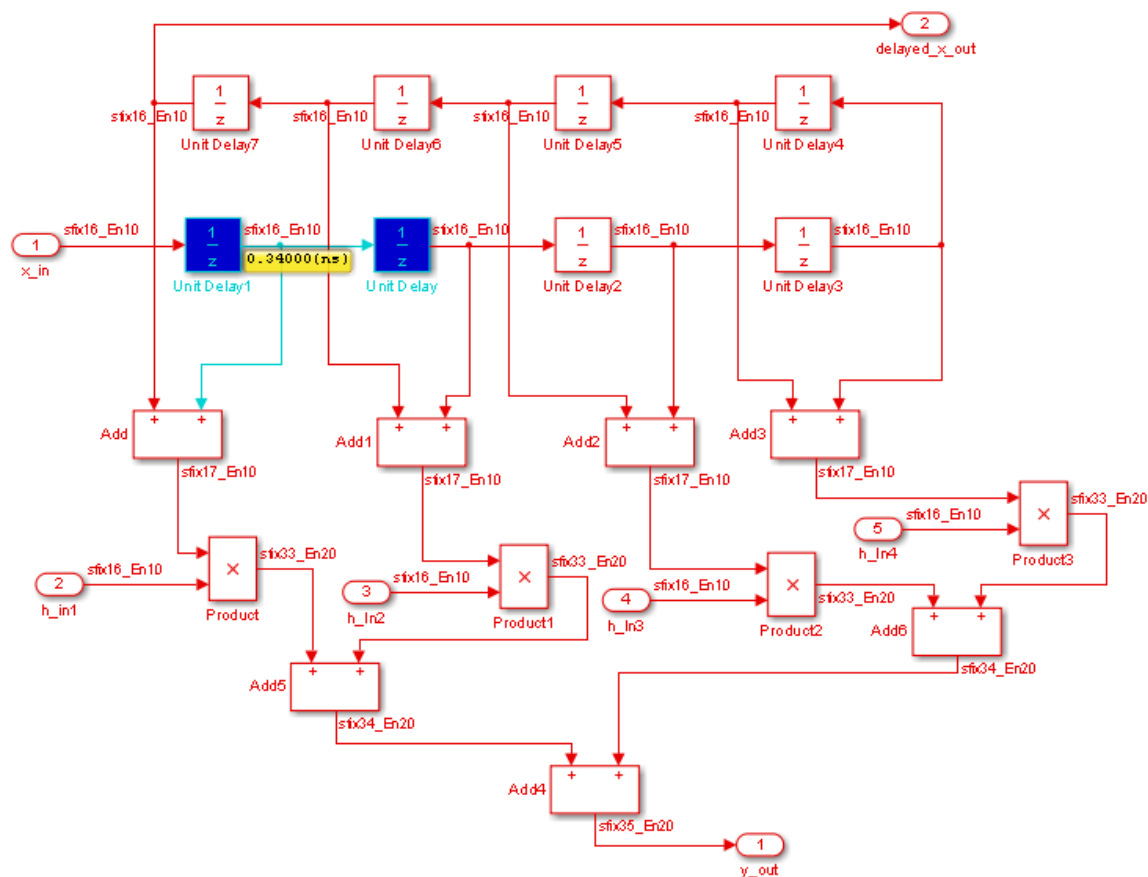 2
delayed_x_out
1
z
1
z
1
z
1
z
sfix16_En10
sfix16_En10
sfix16_En10
sfix16_En10
Unit Delay7
Unit Delay6
Unit Delay5
Unit Delay4
sfix16_En10
sfix16_En10
sfix16_En10
sfix16_En10
sfix16_En10
1
x_in
1
z
1
z
1
z
1
z
0.34000(ns)
Unit Delay1
Unit Delay
Unit Delay2
Unit Delay3
+ +
+ +
+ +
+ +
Add
Add1
Add2
Add3
sfix17_En10
sfix17_En10
sfix17_En10
sfix17_En10
sfix33_En20
sfix16_En10
5
h_In4
×
Product3
sfix16_En10
2
h_in1
×
sfix33_En20
Product
sfix16_En10
3
h_In2
×
sfix33_En20
Product1
sfix16_En10
4
h_In3
×
sfix33_En20
Product2
+ +
Add6
sfix34_En20
+ +
Add5
sfix34_En20
+ +
Add4
sfix35_En20
1
y_out